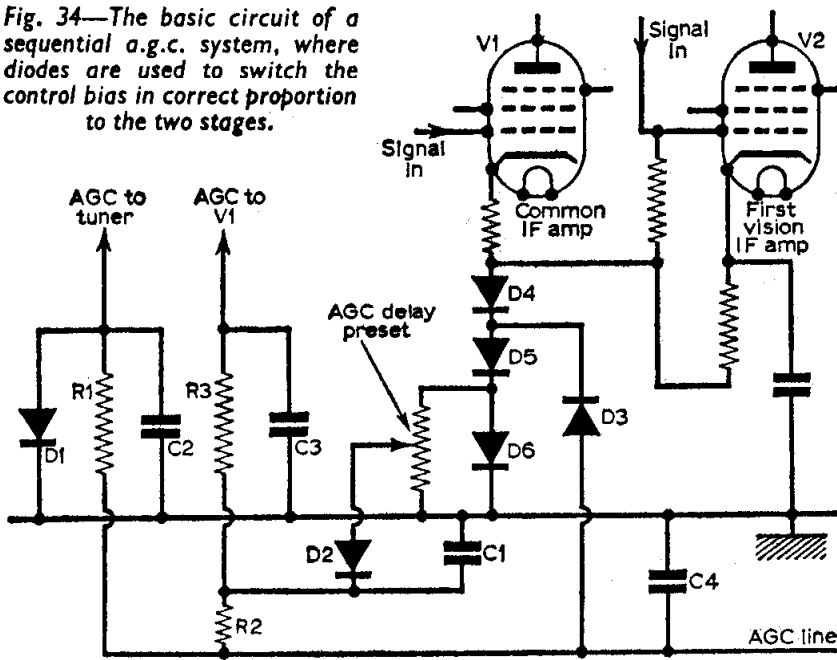 Fig. 34—The basic circuit of a
sequential a.g.c. system, where
diodes are used to switch the
control bias in correct proportion
to the two stages.
V1
Signal
in
V2
Signal
in
Common
IF amp
First
vision
IF amp
AGC to
tuner
AGC to
V1
AGC delay
preset
D4
D5
D6
D3
R1
R3
D1
C2
C3
D2
C1
C4
R2
AGC line